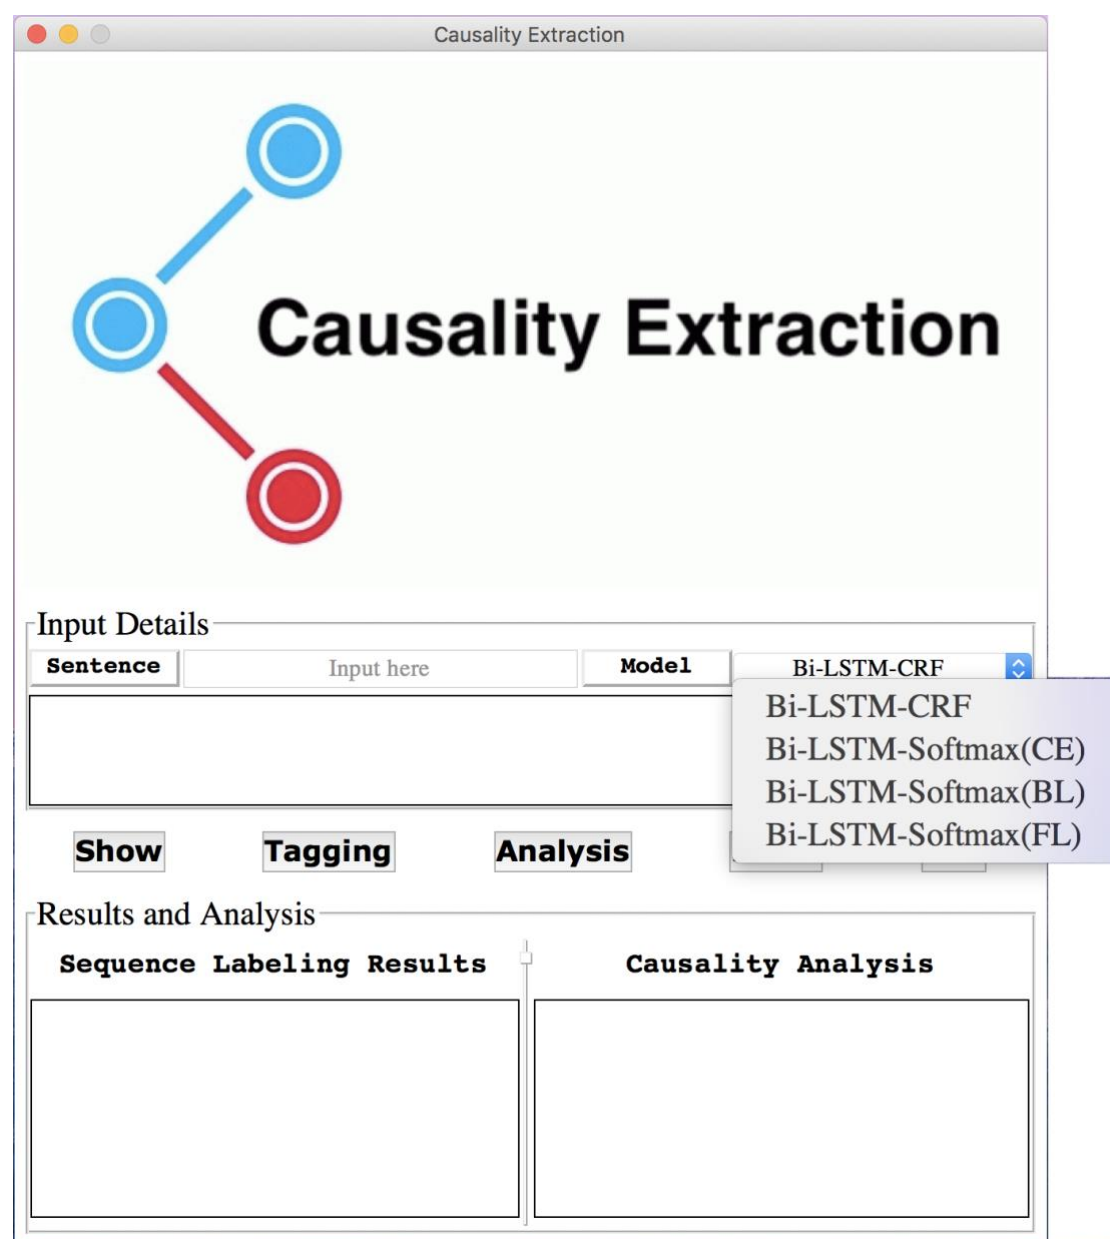 Causality Extraction
Causality Extraction
Input Details
Sentence Input here Model Bi-LSTM-CRF
Bi-LSTM-CRF
Bi-LSTM-Softmax(CE)
Bi-LSTM-Softmax(BL)
Bi-LSTM-Softmax(FL)
Show Tagging Analysis
Results and Analysis
Sequence Labeling Results Causality Analysis